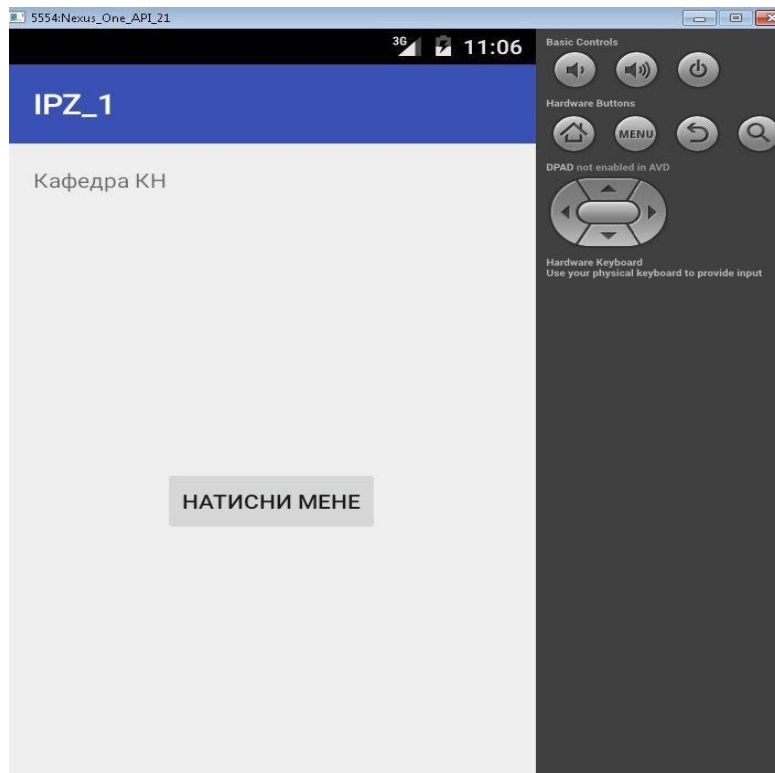 5554:Nexus_One_API_21
3G 11:06
IPZ_1
Кафедра КН
НАТИСНИ МЕНЕ
Basic Controls
Hardware Buttons
MENU
DPAD not enabled in AVD
Hardware Keyboard
Use your physical keyboard to provide input